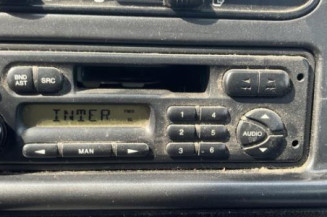 BND
AST
SRC
INTER
1 4
2 5
3 6
AUDIO
MAN